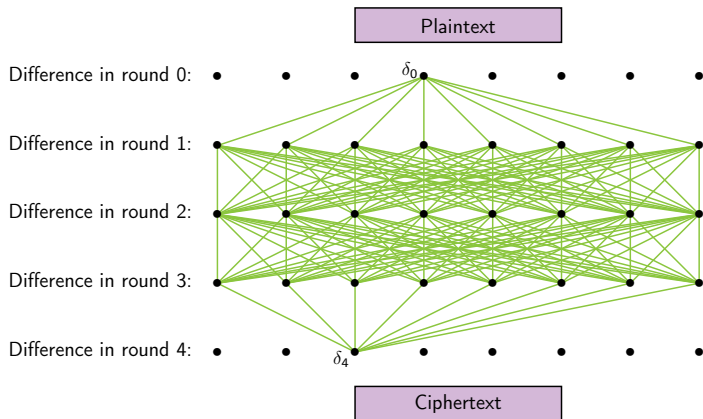 Plaintext
δ0
Difference in round 0:
Difference in round 1:
Difference in round 2:
Difference in round 3:
Difference in round 4:
δ4
Ciphertext